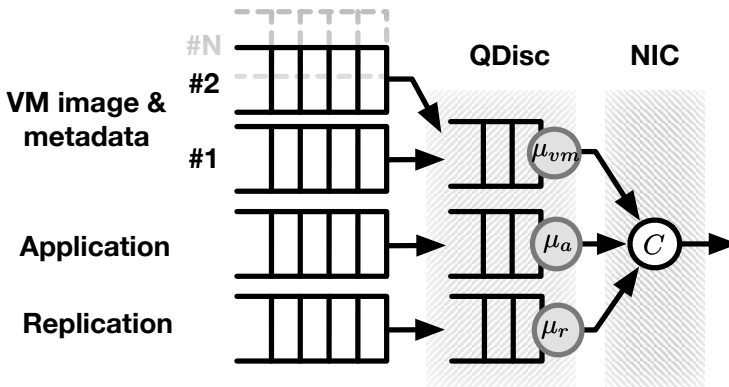 #N
QDisc
NIC
#2
VM image &
metadata
#1
μvm
Application
μa
C
Replication
μr